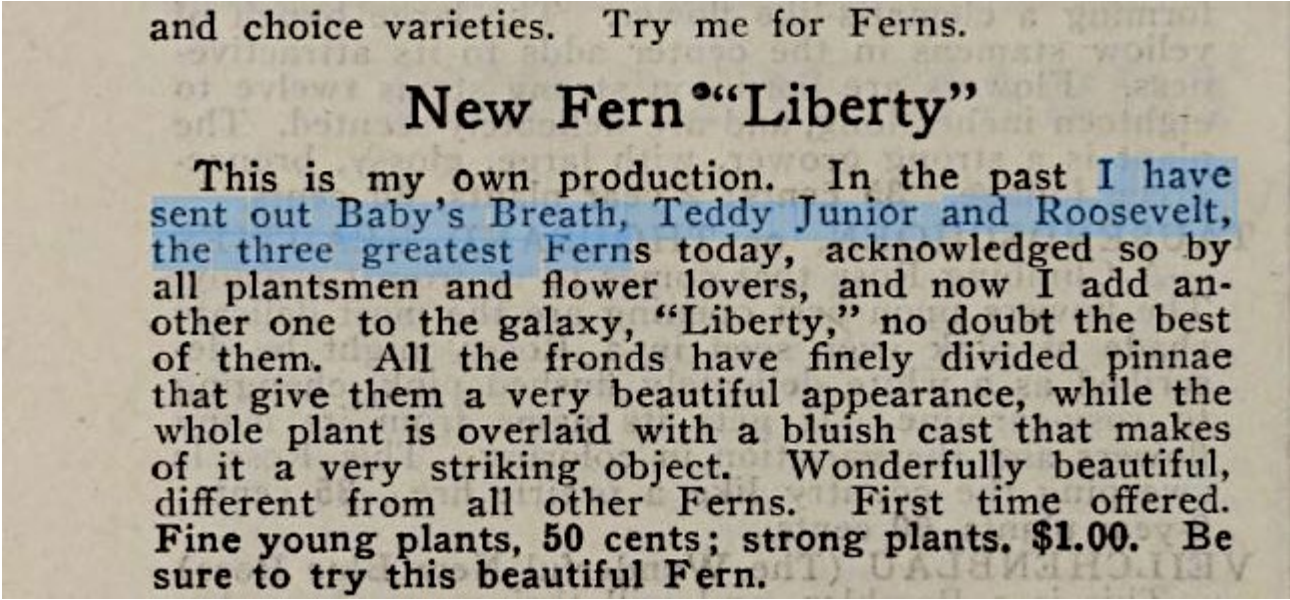 and choice varieties. Try me for Ferns.
New Fern “Liberty”
This is my own production. In the past I have
sent out Baby's Breath, Teddy Junior and Roosevelt,
the three greatest Ferns today, acknowledged so by
all plantsmen and flower lovers, and now I add an-
other one to the galaxy, “Liberty,” no doubt the best
of them. All the fronds have finely divided pinnae
that give them a very beautiful appearance, while the
whole plant is overlaid with a bluish cast that makes
of it a very striking object. Wonderfully beautiful,
different from all other Ferns. First time offered.
Fine young plants, 50 cents; strong plants. $1.00. Be
sure to try this beautiful Fern.